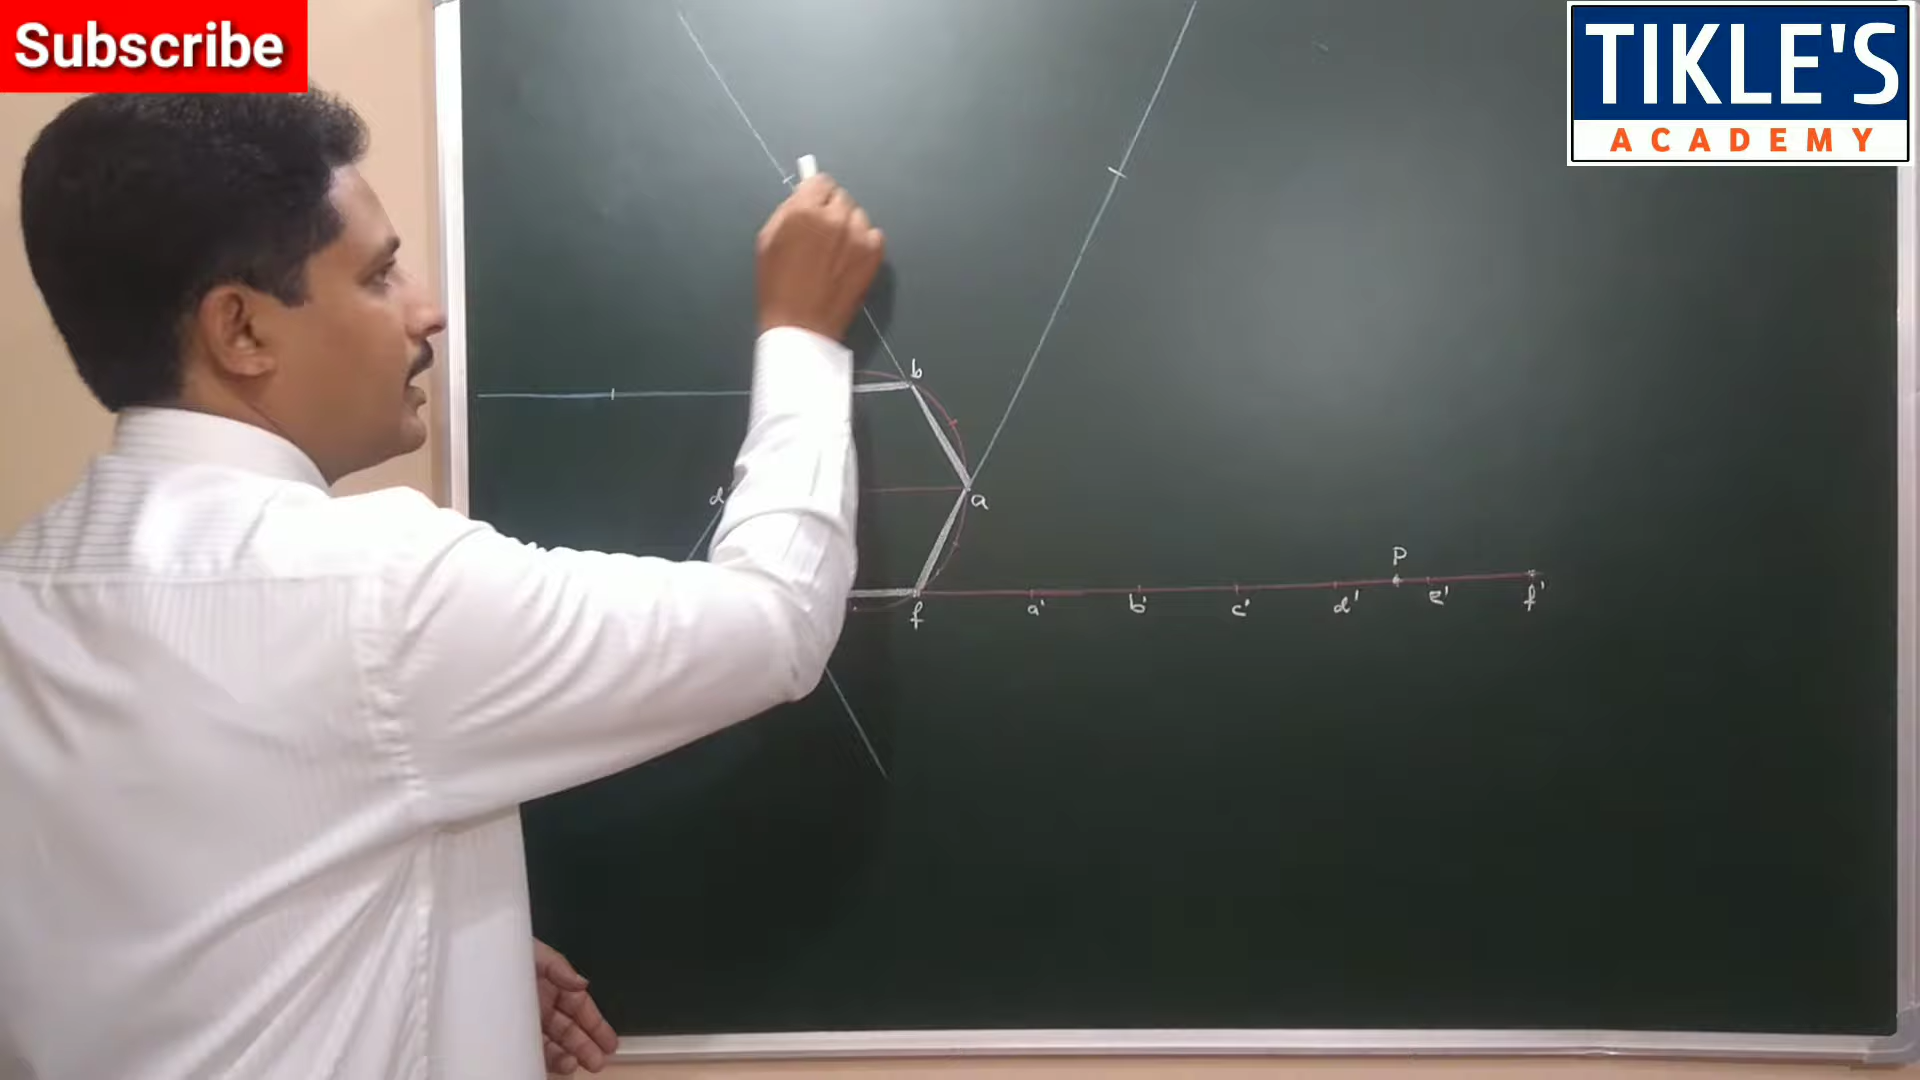 Subscribe
TIKLE'S
ACADEMY
b
d
a
P
f a' b' c' d' e' f'